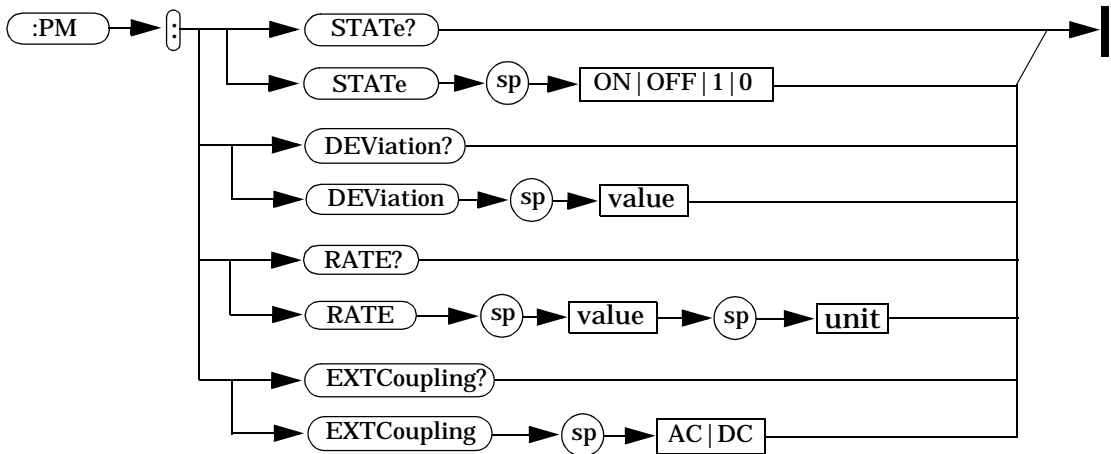 :PM : STATe?
STATe sp ON|OFF|1|0
DEViation?
DEViation sp value
RATE?
RATE sp value sp unit
EXTCoupling?
EXTCoupling sp AC|DC